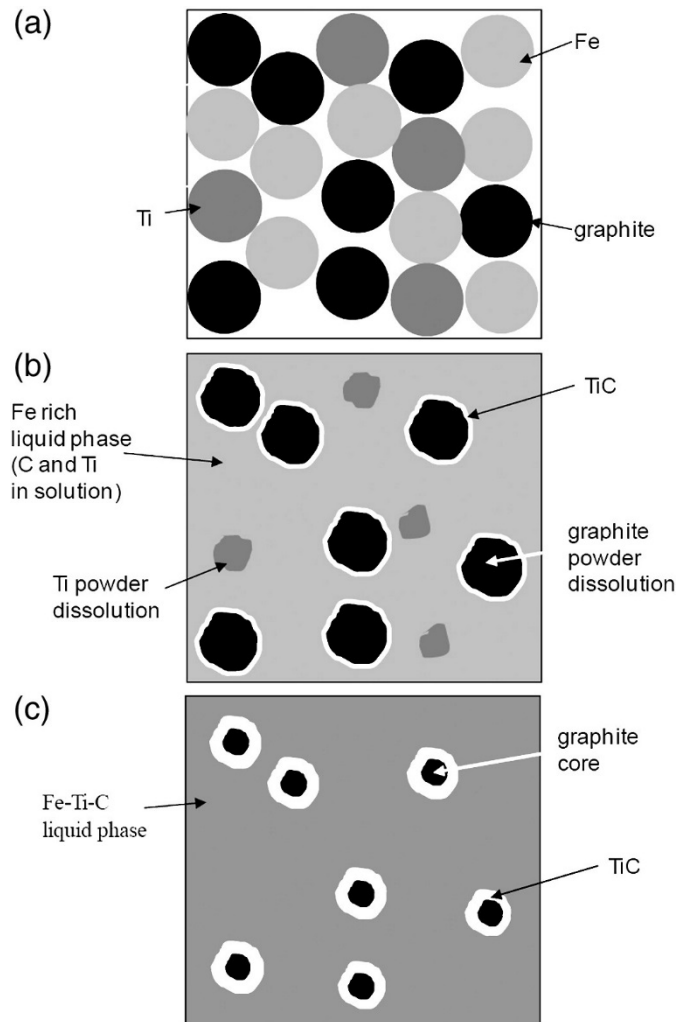 (a)
Fe
Ti
graphite
(b)
TiC
Fe rich
liquid phase
(C and Ti
in solution)
graphite
powder
dissolution
Ti powder
dissolution
(c)
graphite
core
Fe-Ti-C
liquid phase
TiC